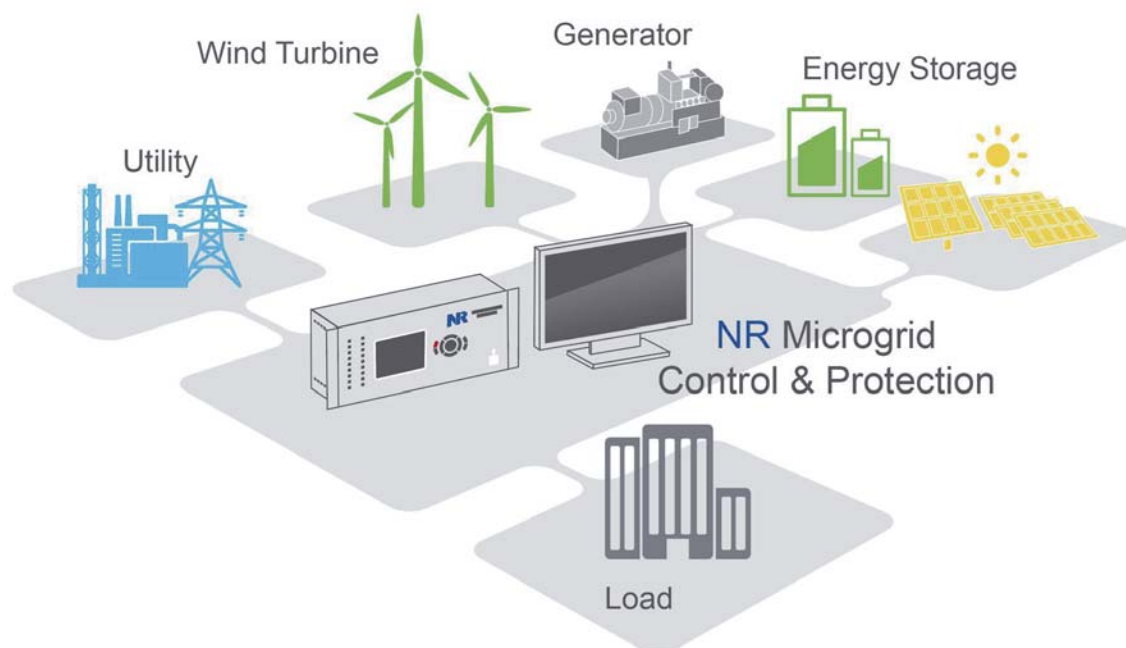 Generator
Wind Turbine
Energy Storage
Utility
NR
NR Microgrid
Control & Protection
Load